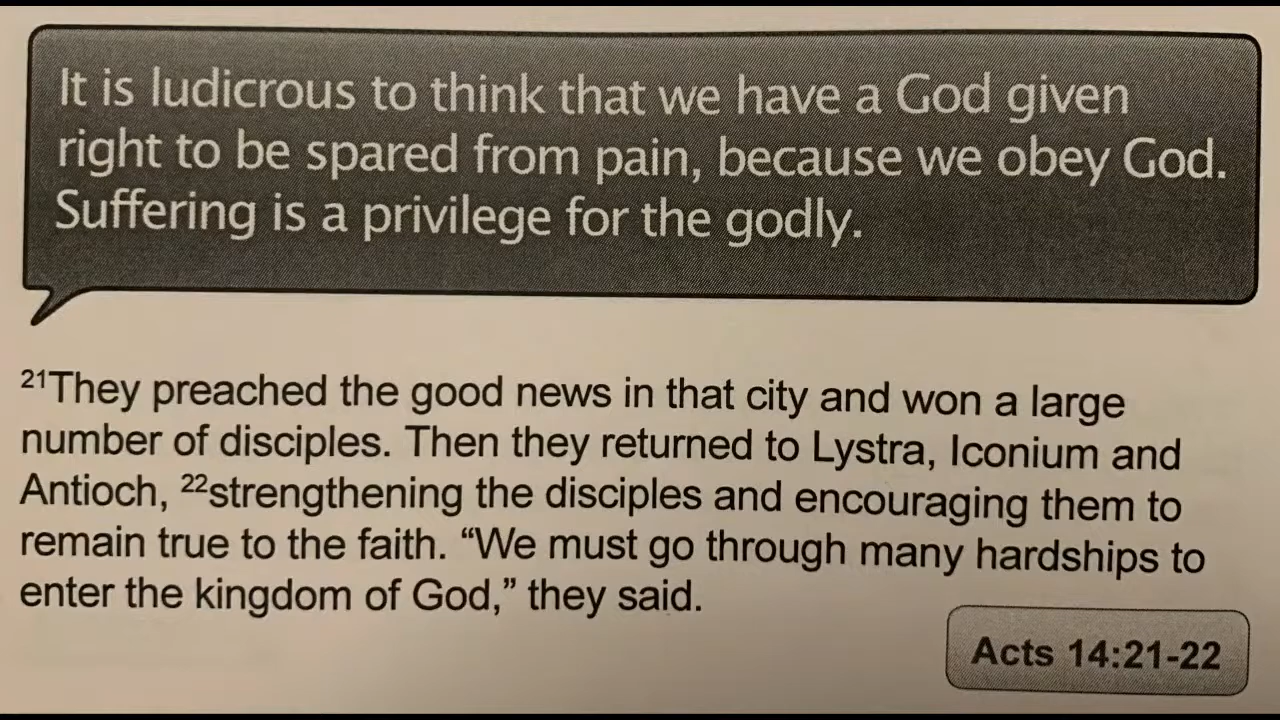 It is ludicrous to think that we have a God given
right to be spared from pain, because we obey God.
Suffering is a privilege for the godly.
²¹They preached the good news in that city and won a large
number of disciples. Then they returned to Lystra, Iconium and
Antioch, ²²strengthening the disciples and encouraging them to
remain true to the faith. “We must go through many hardships to
enter the kingdom of God,” they said.
Acts 14:21-22